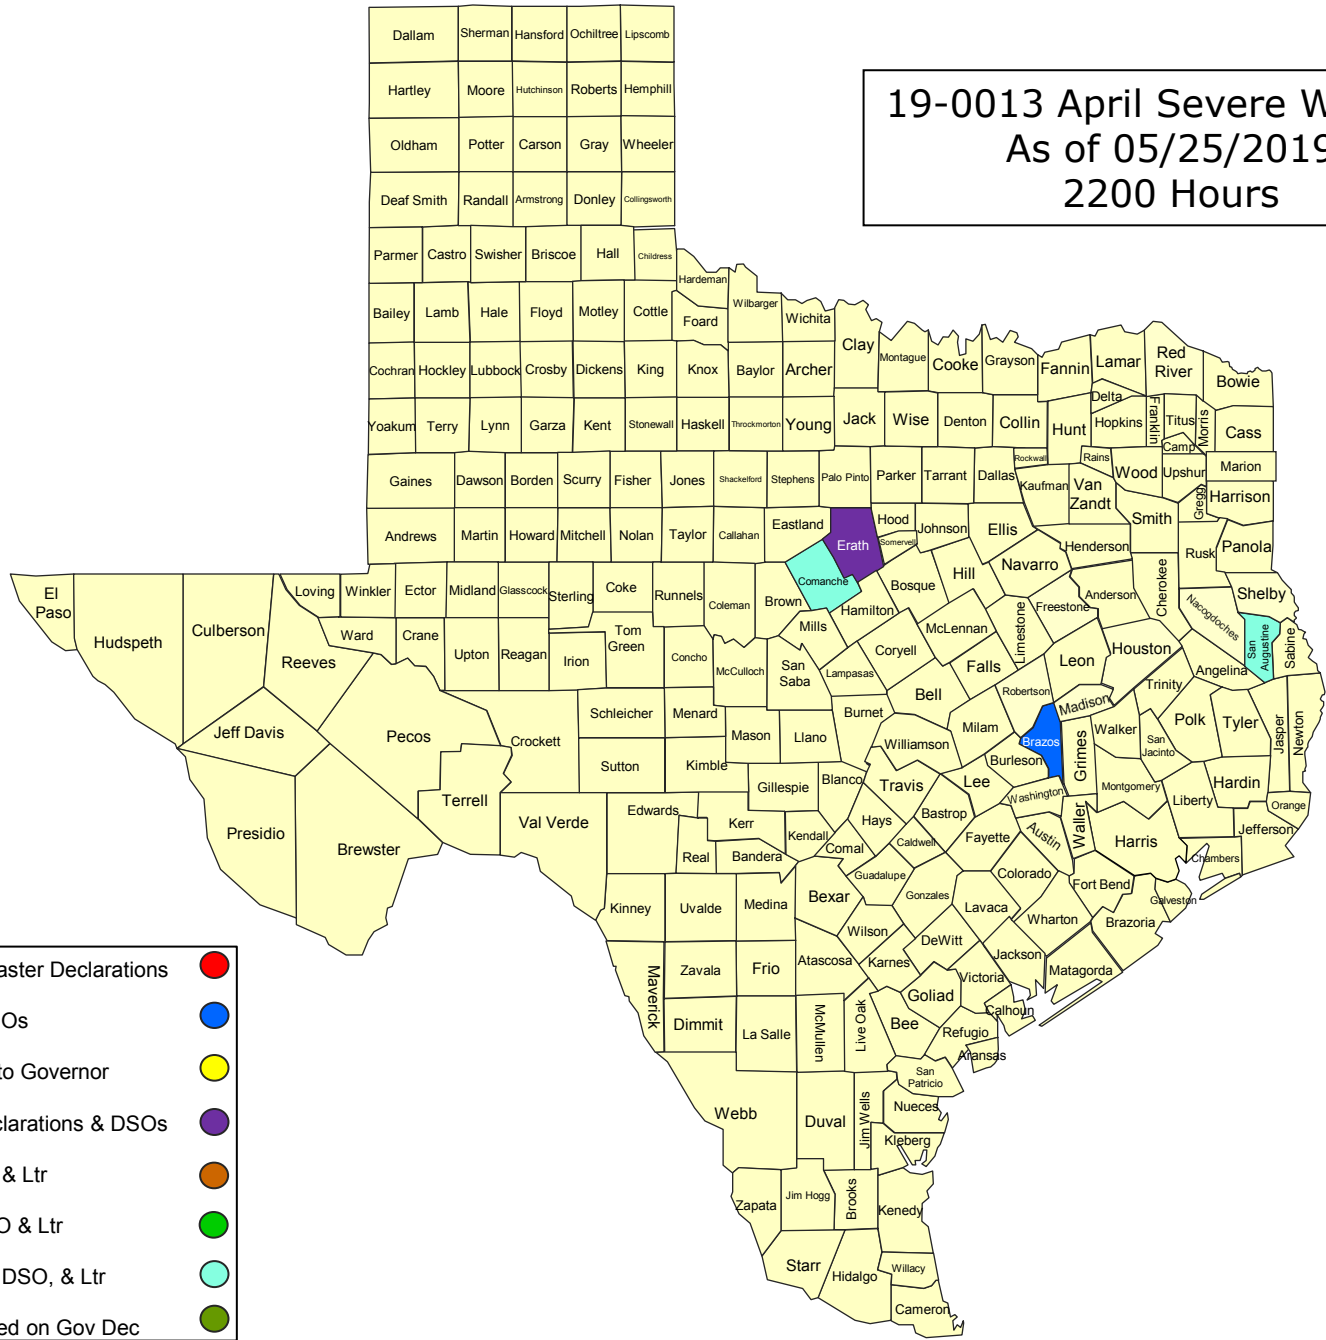 Dallam Sherman Hansford Ochiltree Lipscomb
Hartley Moore Hutchinson Roberts Hemphill
19-0013 April Severe W
As of 05/25/2019
2200 Hours
Oldham Potter Carson Gray Wheeler
Deaf Smith Randall Armstrong Donley Collingsworth
Parmer Castro Swisher Briscoe Hall Childress
Hardeman
Bailey Lamb Hale Floyd Motley Cottle Foard Wilbarger Wichita
Clay Montague Cooke Grayson Fannin Lamar Red River Bowie
Cochran Hockley Lubbock Crosby Dickens King Knox Baylor Archer
Delta
Yoakum Terry Lynn Garza Kent Stonewall Haskell Throckmorton Young Jack Wise Denton Collin Hunt Hopkins Franklin Titus Morris Cass
Camp
Rockwall Rains
Gaines Dawson Borden Scurry Fisher Jones Shackelford Stephens Palo Pinto Parker Tarrant Dallas Kaufman Van Zandt Wood Upshur Marion
Gregg Harrison
Andrews Martin Howard Mitchell Nolan Taylor Callahan Eastland Erath Hood Somervell Johnson Ellis Henderson Smith Rusk Panola
El Paso Hudspeth Culberson Loving Winkler Ector Midland Glasscock Sterling Coke Runnels Coleman Brown Comanche Hamilton Bosque Hill Navarro Freestone Anderson Cherokee Nacogdoches Shelby
Reeves Ward Crane Upton Reagan Irion Tom Green Concho McCulloch San Saba Mills Lampasas Coryell McLennan Limestone Falls Leon Houston Angelina San Augustine Sabine
Jeff Davis Pecos Crockett Schleicher Menard Mason Llano Burnet Bell Milam Robertson Brazos Madison Walker Trinity San Jacinto Polk Tyler Jasper Newton
Sutton Kimble Gillespie Blanco Williamson Travis Lee Burleson Washington Grimes Montgomery Liberty Hardin Orange
Presidio Brewster Terrell Val Verde Edwards Real Kerr Bandera Kendall Comal Hays Caldwell Bastrop Fayette Austin Waller Harris Chambers Jefferson
Kinney Uvalde Medina Bexar Guadalupe Gonzales Lavaca Colorado Wharton Fort Bend Brazoria Galveston
Maverick Zavala Frio Atascosa Wilson Karnes DeWitt Victoria Jackson Matagorda
Dimmit La Salle McMullen Live Oak Bee Goliad Refugio Calhoun Aransas
San Patricio
Webb Duval Jim Wells Nueces
Kleberg
Zapata Jim Hogg Brooks Kenedy
Starr Hidalgo Willacy
Cameron
aster Declarations
Os
to Governor
clarations & DSOs
& Ltr
O & Ltr
DSO, & Ltr
ed on Gov Dec